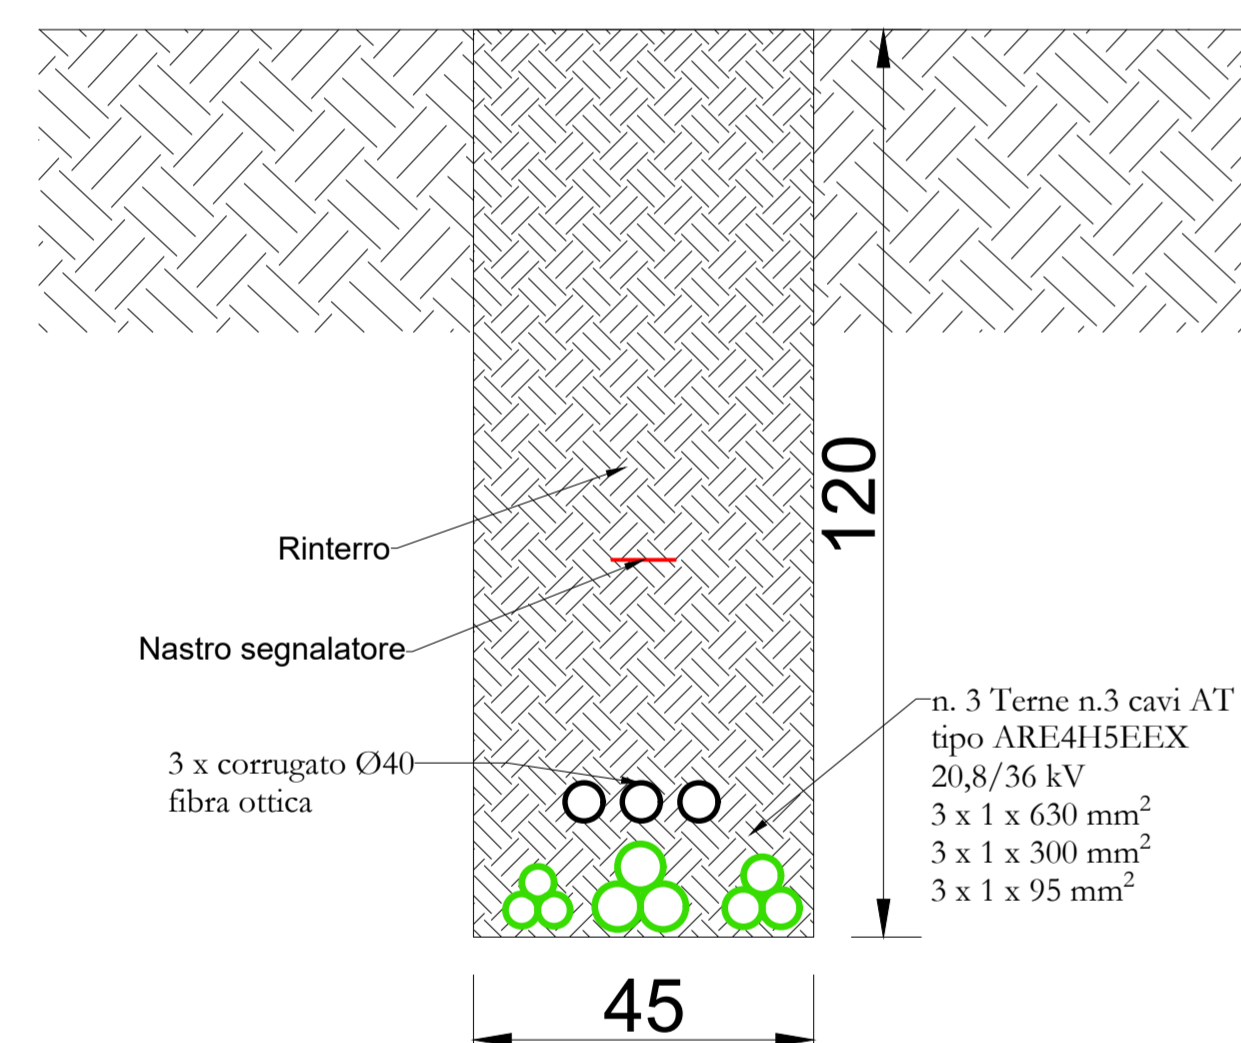 120
Rinterro
Nastro segnalatore
3 x corrugato Ø40
fibra ottica
n. 3 Terne n.3 cavi AT
tipo ARE4H5EEX
20,8/36 kV
3 x 1 x 630 mm²
3 x 1 x 300 mm²
3 x 1 x 95 mm²
45